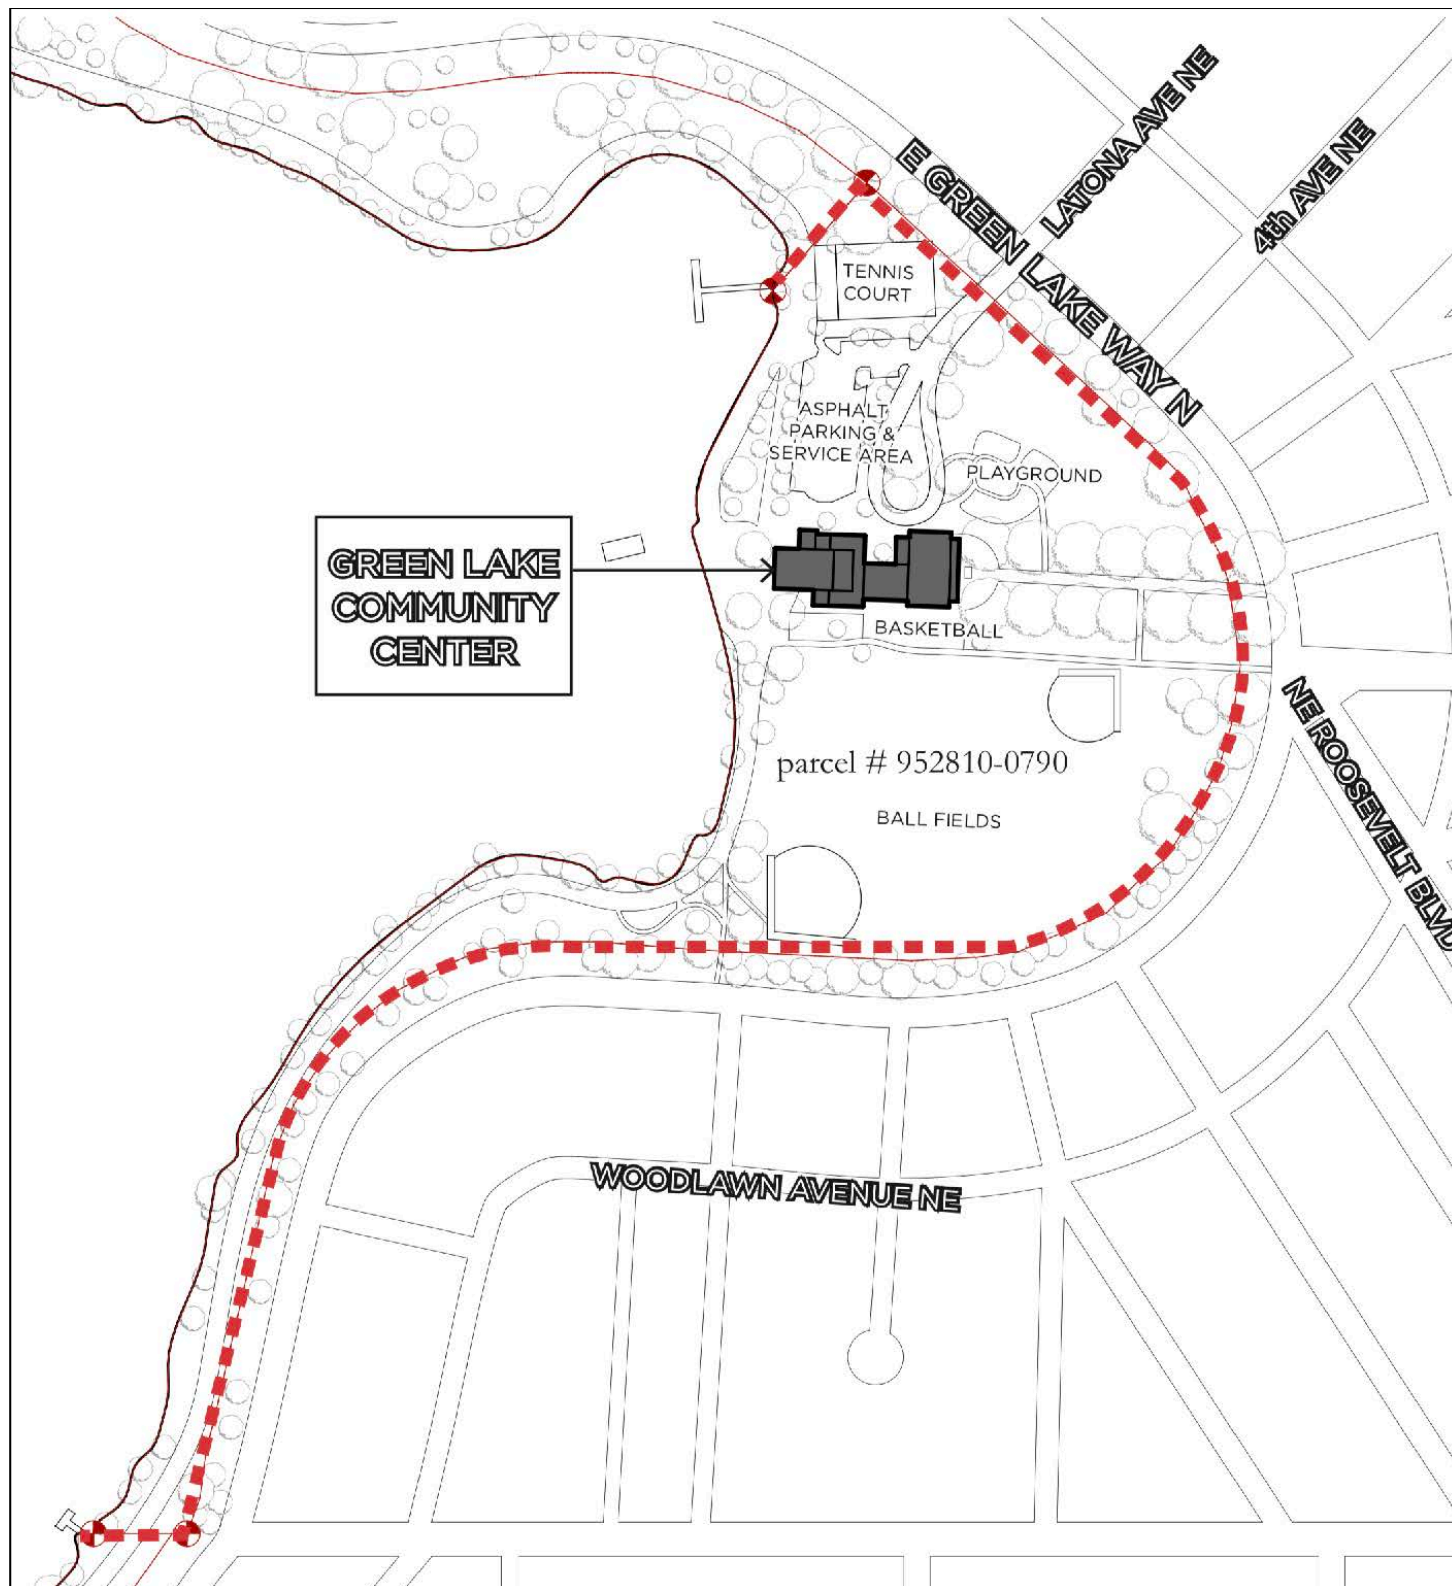 E GREEN LAKE WAY N
LATONA AVE NE
4th AVE NE
TENNIS
COURT
ASPHALT
PARKING &
SERVICE AREA
PLAYGROUND
GREEN LAKE
COMMUNITY
CENTER
BASKETBALL
NE ROOSEVELT BLVD
parcel # 952810-0790
BALL FIELDS
WOODLAWN AVENUE NE